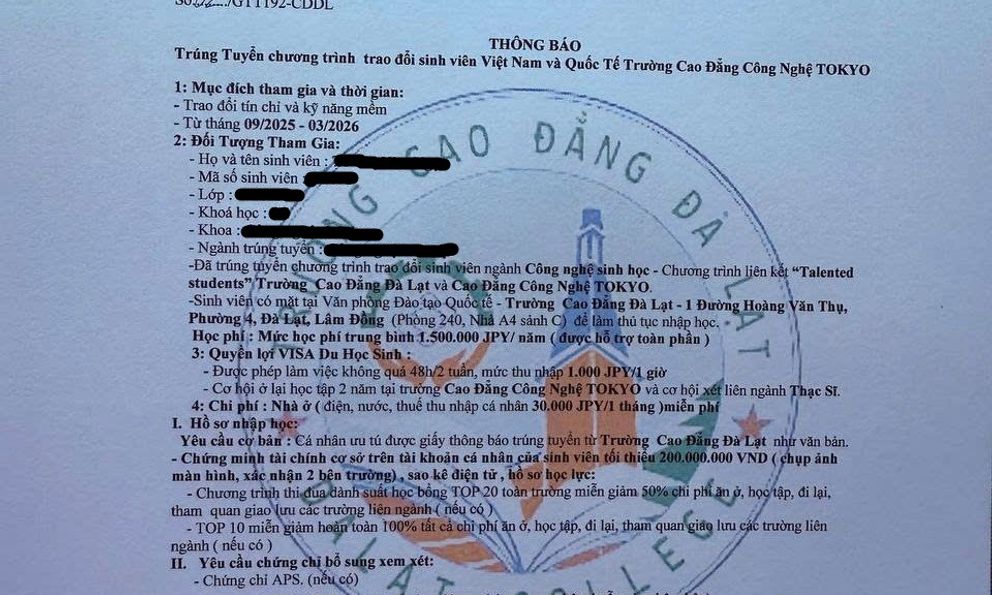 /GTT192-CĐĐL
THÔNG BÁO
Trúng Tuyển chương trình trao đổi sinh viên Việt Nam và Quốc Tế Trường Cao Đẳng Công Nghệ TOKYO
1: Mục đích tham gia và thời gian:
- Trao đổi tín chỉ và kỹ năng mềm
- Từ tháng 09/2025 - 03/2026
2: Đối Tượng Tham Gia:
- Họ và tên sinh viên :
- Mã số sinh viên :
- Lớp :
- Khoá học :
- Khoa :
- Ngành trúng tuyển :
-Đã trúng tuyển chương trình trao đổi sinh viên ngành Công nghệ sinh học - Chương trình liên kết “Talented
students” Trường Cao Đẳng Đà Lạt và Cao Đẳng Công Nghệ TOKYO.
-Sinh viên có mặt tại Văn phòng Đào tạo Quốc tế - Trường Cao Đẳng Đà Lạt - 1 Đường Hoàng Văn Thụ,
Phường 4, Đà Lạt, Lâm Đồng (Phòng 240, Nhà A4 sảnh C) để làm thủ tục nhập học.
Học phí : Mức học phí trung bình 1.500.000 JPY/ năm ( được hỗ trợ toàn phần )
3: Quyền lợi VISA Du Học Sinh :
- Được phép làm việc không quá 48h/2 tuần, mức thu nhập 1.000 JPY/1 giờ
- Cơ hội ở lại học tập 2 năm tại trường Cao Đẳng Công Nghệ TOKYO và cơ hội xét liên ngành Thạc SĨ.
4: Chi phí : Nhà ở ( điện, nước, thuế thu nhập cá nhân 30.000 JPY/1 tháng )miễn phí
I. Hồ sơ nhập học:
Yêu cầu cơ bản : Cá nhân ưu tú được giấy thông báo trúng tuyển từ Trường Cao Đẳng Đà Lạt như văn bản.
- Chứng minh tài chính cơ sở trên tài khoản cá nhân của sinh viên tối thiểu 200.000.000 VND ( chụp ảnh
màn hình, xác nhận 2 bên trường) , sao kê điện tử , hồ sơ học lực:
- Chương trình thi đua dành suất học bổng TOP 20 toàn trường miễn giảm 50% chi phí ăn ở, học tập, đi lại,
tham quan giao lưu các trường liên ngành ( nếu có )
- TOP 10 miễn giảm hoàn toàn 100% tất cả chi phí ăn ở, học tập, đi lại, tham quan giao lưu các trường liên
ngành ( nếu có )
II. Yêu cầu chứng chỉ bổ sung xem xét:
- Chứng chỉ APS. (nếu có)
TRƯỜNG CAO ĐẲNG ĐÀ LẠT
DALAT COLLEGE